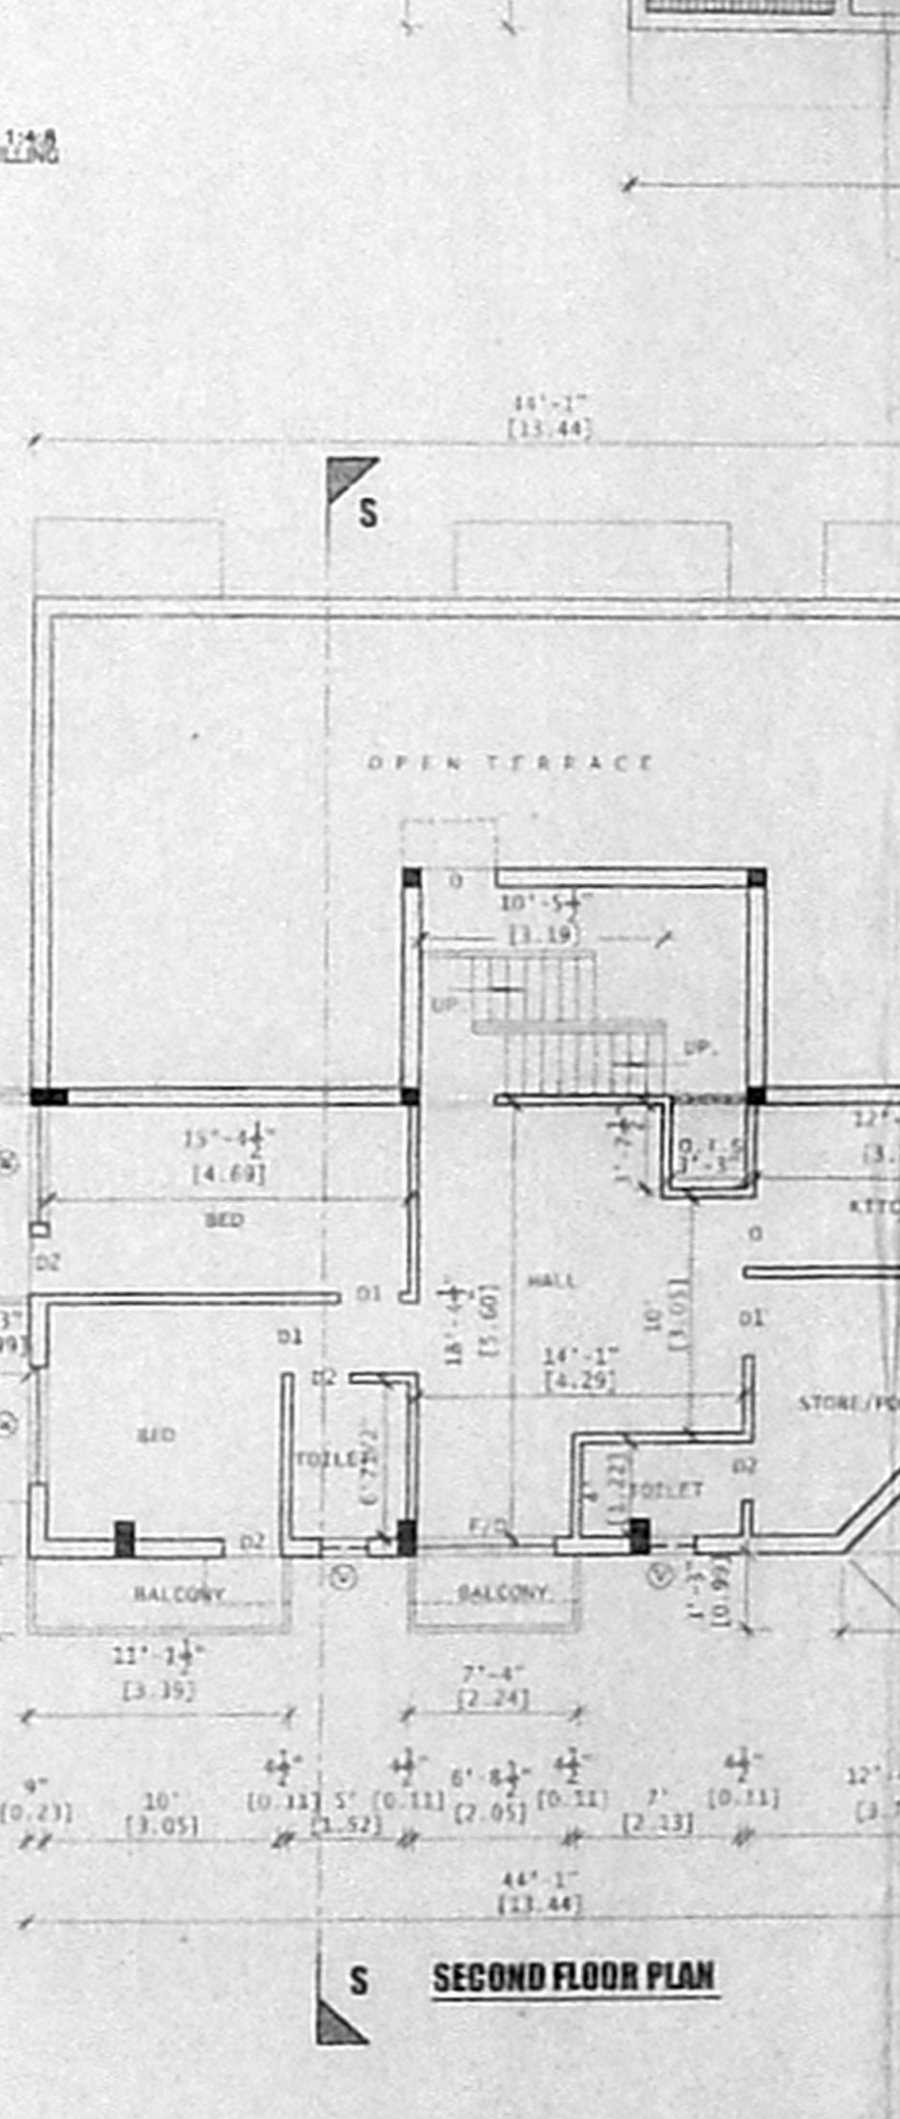 1:4:8
44'-1"
[13.44]
S
OPEN TERRACE
O
10'-5½"
[3.19]
UP
UP.
15'-4½"
[4.69]
BED
D2
D1
D1
D2
HALL
18'-4½"
[5.60]
10'
[3.05]
14'-1"
[4.29]
O
D1
D2
BED
TOILET
TOILET
[1.22]
D2
F/D
V
V
BALCONY
BALCONY
11'-1½"
[3.39]
7'-4"
[2.24]
9"
[0.23]
10'
[3.05]
4½"
[0.11]
5'
[1.52]
4½"
[0.11]
6'-8½"
[2.05]
4½"
[0.11]
7'
[2.13]
4½"
[0.11]
44'-1"
[13.44]
S
SECOND FLOOR PLAN